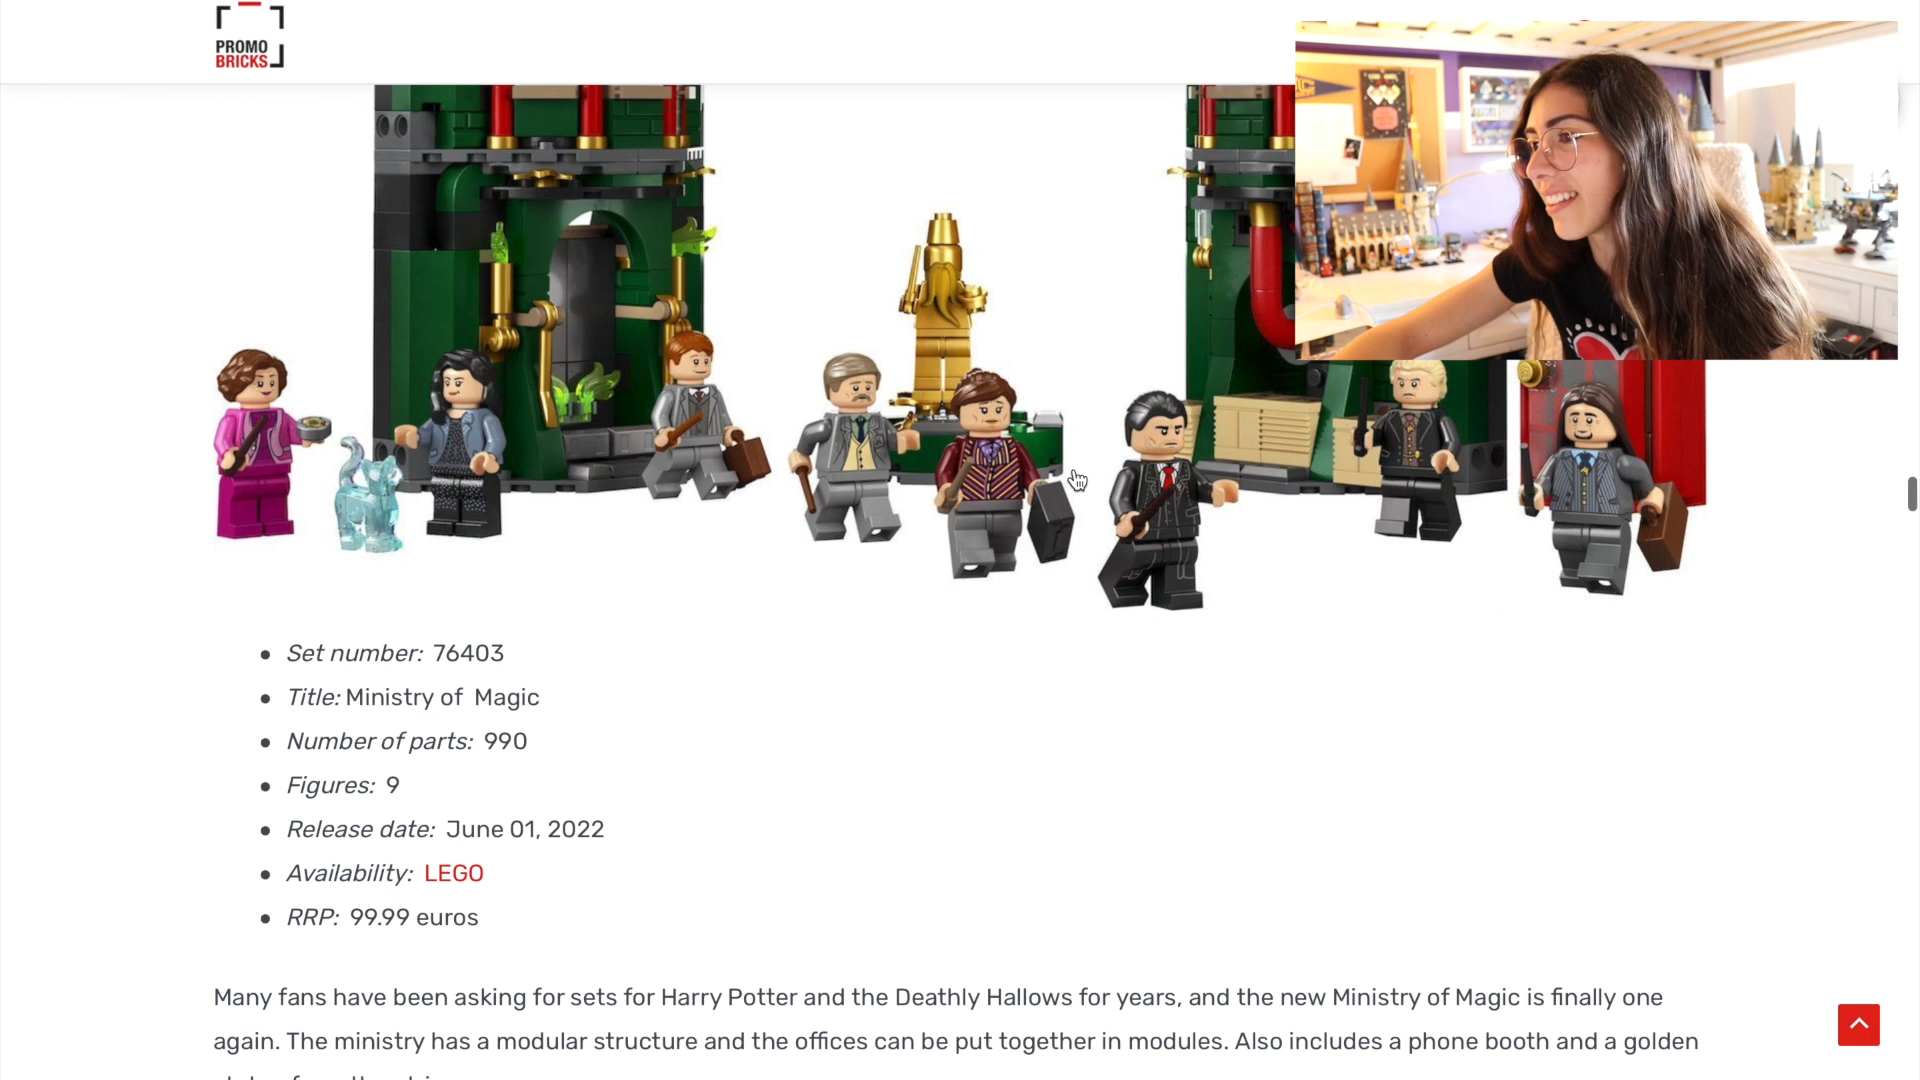 PROMO
BRICKS
Set number: 76403
Title: Ministry of Magic
Number of parts: 990
Figures: 9
Release date: June 01, 2022
Availability: LEGO
RRP: 99.99 euros
Many fans have been asking for sets for Harry Potter and the Deathly Hallows for years, and the new Ministry of Magic is finally one
again. The ministry has a modular structure and the offices can be put together in modules. Also includes a phone booth and a golden